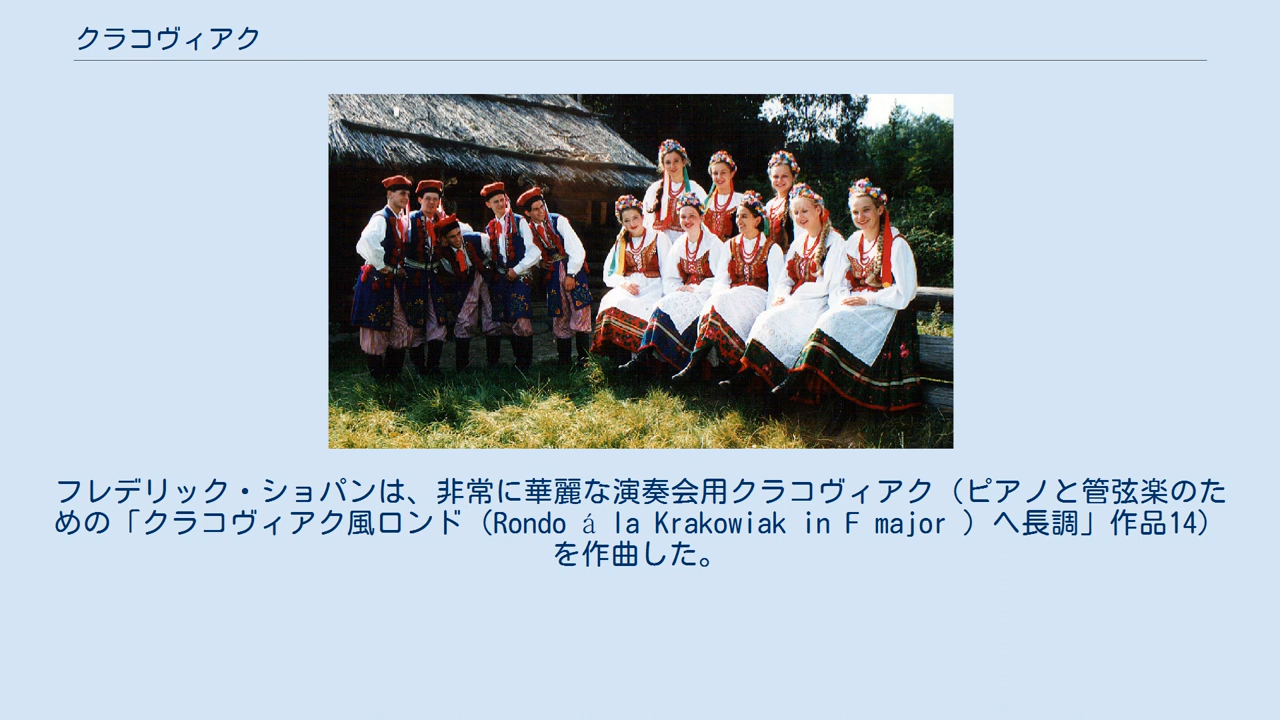 クラコヴィアク
フレデリック・ショパンは、非常に華麗な演奏会用クラコヴィアク（ピアノと管弦楽のた
めの「クラコヴィアク風ロンド（Rondo á la Krakowiak in F major ）ヘ長調」作品14）
を作曲した。